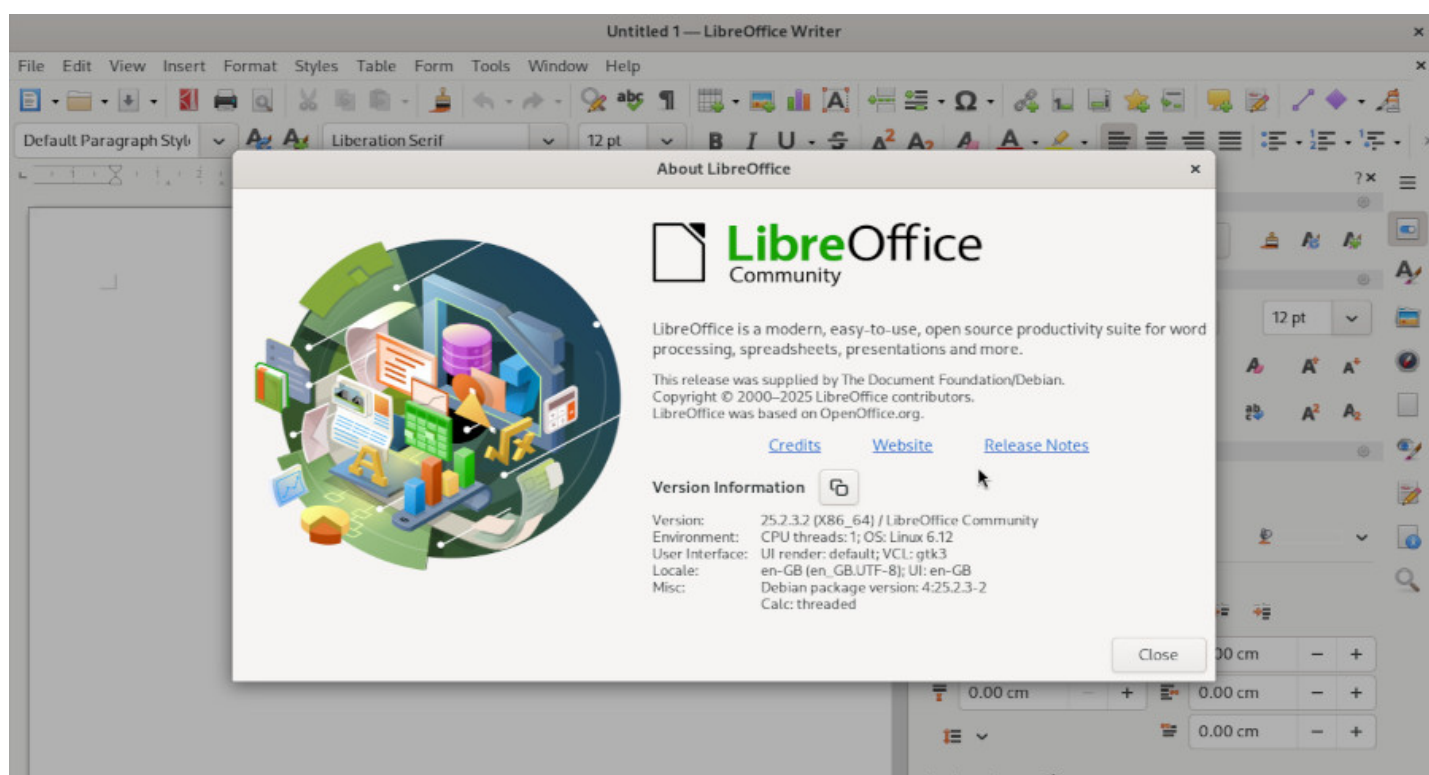 Untitled 1 — LibreOffice Writer
File Edit View Insert Format Styles Table Form Tools Window Help
Default Paragraph Styl Liberation Serif 12 pt
About LibreOffice
LibreOffice
Community
LibreOffice is a modern, easy-to-use, open source productivity suite for word
processing, spreadsheets, presentations and more.
This release was supplied by The Document Foundation/Debian.
Copyright © 2000–2025 LibreOffice contributors.
LibreOffice was based on OpenOffice.org.
Credits Website Release Notes
Version Information
Version: 25.2.3.2 (X86_64) / LibreOffice Community
Environment: CPU threads: 1; OS: Linux 6.12
User Interface: UI render: default; VCL: gtk3
Locale: en-GB (en_GB.UTF-8); UI: en-GB
Misc: Debian package version: 4:25.2.3-2
Calc: threaded
Close
12 pt
00 cm
0.00 cm 0.00 cm
0.00 cm